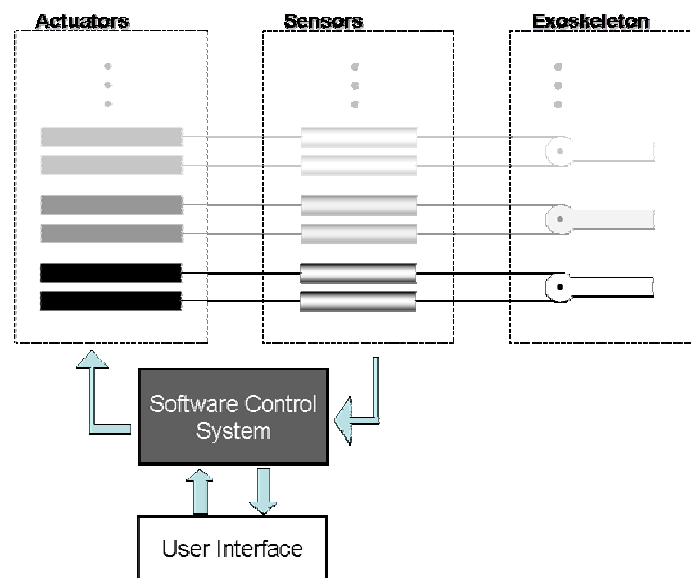 Actuators Sensors Exoskeleton
Software Control
System
User Interface